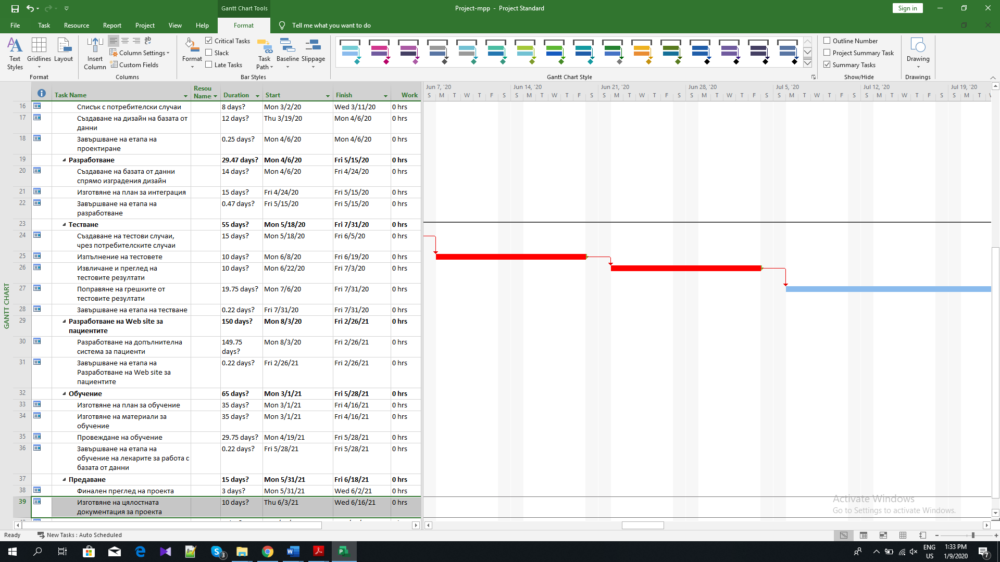 Gantt Chart Tools
Project-mpp - Project Standard
Sign in
File Task Resource Report Project View Help Format Tell me what you want to do
Text Styles
Gridlines
Layout
Format
Insert Column
Column Settings
Custom Fields
Columns
Format
Critical Tasks
Slack
Late Tasks
Bar Styles
Task Path
Baseline
Slippage
Gantt Chart Style
Outline Number
Project Summary Task
Summary Tasks
Show/Hide
Drawing
Drawings
GANTT CHART
Task Name Resou Name Duration Start Finish Work
Jun 7, '20 Jun 14, '20 Jun 21, '20 Jun 28, '20 Jul 5, '20 Jul 12, '20 Jul 19, '20
S M T W T F S S M T W T F S S M T W T F S S M T W T F S S M T W T F S S M T W T F S S M T
16 Списък с потребителски случаи 8 days? Mon 3/2/20 Wed 3/11/20 0 hrs
17 Създаване на дизайн на базата от 12 days? Thu 3/19/20 Mon 4/6/20 0 hrs
данни
18 Завършване на етапа на 0.25 days? Mon 4/6/20 Mon 4/6/20 0 hrs
проектиране
19 Разработване 29.47 days? Mon 4/6/20 Fri 5/15/20 0 hrs
20 Създаване на базата от данни 14 days? Mon 4/6/20 Fri 4/24/20 0 hrs
спрямо изградения дизайн
21 Изготвяне на план за интеграция 15 days? Fri 4/24/20 Fri 5/15/20 0 hrs
22 Завършване на етапа на 0.47 days? Fri 5/15/20 Fri 5/15/20 0 hrs
разработване
23 Тестване 55 days? Mon 5/18/20 Fri 7/31/20 0 hrs
24 Създаване на тестови случаи, 15 days? Mon 5/18/20 Fri 6/5/20 0 hrs
чрез потребителските случаи
25 Изпълнение на тестовете 10 days? Mon 6/8/20 Fri 6/19/20 0 hrs
26 Извличане и преглед на 10 days? Mon 6/22/20 Fri 7/3/20 0 hrs
тестовите резултати
27 Поправяне на грешките от 19.75 days? Mon 7/6/20 Fri 7/31/20 0 hrs
тестовите резултати
28 Завършване на етапа на тестване 0.22 days? Fri 7/31/20 Fri 7/31/20 0 hrs
29 Разработване на Web site за 150 days? Mon 8/3/20 Fri 2/26/21 0 hrs
пациентите
30 Разработване на допълнителна 149.75 Mon 8/3/20 Fri 2/26/21 0 hrs
система за пациенти days?
31 Завършване на етапа на 0.22 days? Fri 2/26/21 Fri 2/26/21 0 hrs
Разработване на Web site за
пациентите
32 Обучение 65 days? Mon 3/1/21 Fri 5/28/21 0 hrs
33 Изготвяне на план за обучение 35 days? Mon 3/1/21 Fri 4/16/21 0 hrs
34 Изготвяне на материали за 35 days? Mon 3/1/21 Fri 4/16/21 0 hrs
обучение
35 Провеждане на обучение 29.75 days? Mon 4/19/21 Fri 5/28/21 0 hrs
36 Завършване на етапа на 0.22 days? Fri 5/28/21 Fri 5/28/21 0 hrs
обучение на лекарите за работа с
базата от данни
37 Предаване 15 days? Mon 5/31/21 Fri 6/18/21 0 hrs
38 Финален преглед на проекта 3 days? Mon 5/31/21 Wed 6/2/21 0 hrs
39 Изготвяне на цялостната 10 days? Thu 6/3/21 Wed 6/16/21 0 hrs
документация за проекта
Activate Windows
Go to Settings to activate Windows.
Ready New Tasks : Auto Scheduled
3
ENG
US
1:33 PM
1/9/2020
7